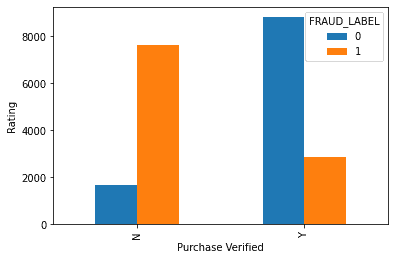 FRAUD_LABEL
0
1
8000
6000
4000
2000
0
Rating
N
Y
Purchase Verified